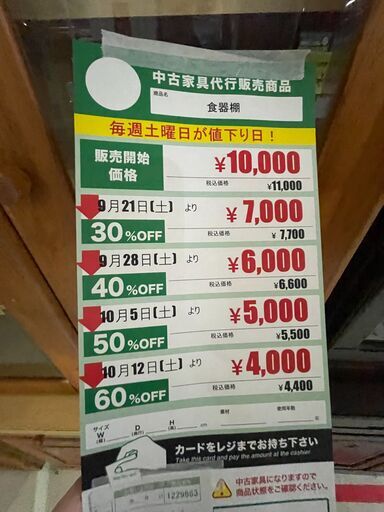 中古家具代行販売商品
商品名
食器棚
毎週土曜日が値下り日！
販売開始
価格
¥10,000
税込価格 ¥11,000
9月21日(土) より
30%OFF
¥7,000
税込価格 ¥7,700
9月28日(土) より
40%OFF
¥6,000
税込価格 ¥6,600
10月5日(土) より
50%OFF
¥5,000
税込価格 ¥5,500
10月12日(土) より
60%OFF
¥4,000
税込価格 ¥4,400
サイズ 素材 使用年数
W D H
(幅) (奥行) (高)
カードをレジまでお持ち下さい
Take this card and pay the amount at the cashier.
1229863
中古家具になりますので
商品状態をご確認ください。